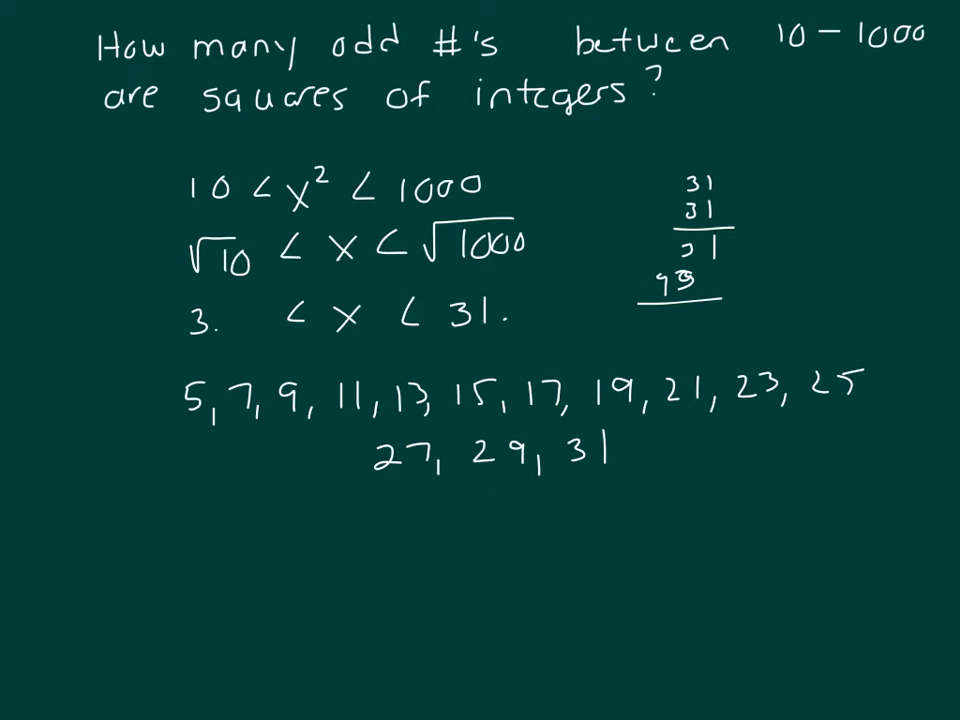 How many odd #'s between 10 - 1000
are squares of integers?
10 < x² < 1000
√10 < x < √1000
3. < x < 31.
31
31
31
93
5, 7, 9, 11, 13, 15, 17, 19, 21, 23, 25
27, 29, 31